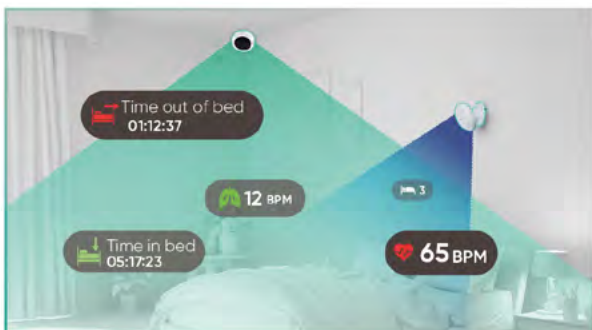 Time out of bed
01:12:37
12 BPM
3
Time in bed
05:17:23
65 BPM